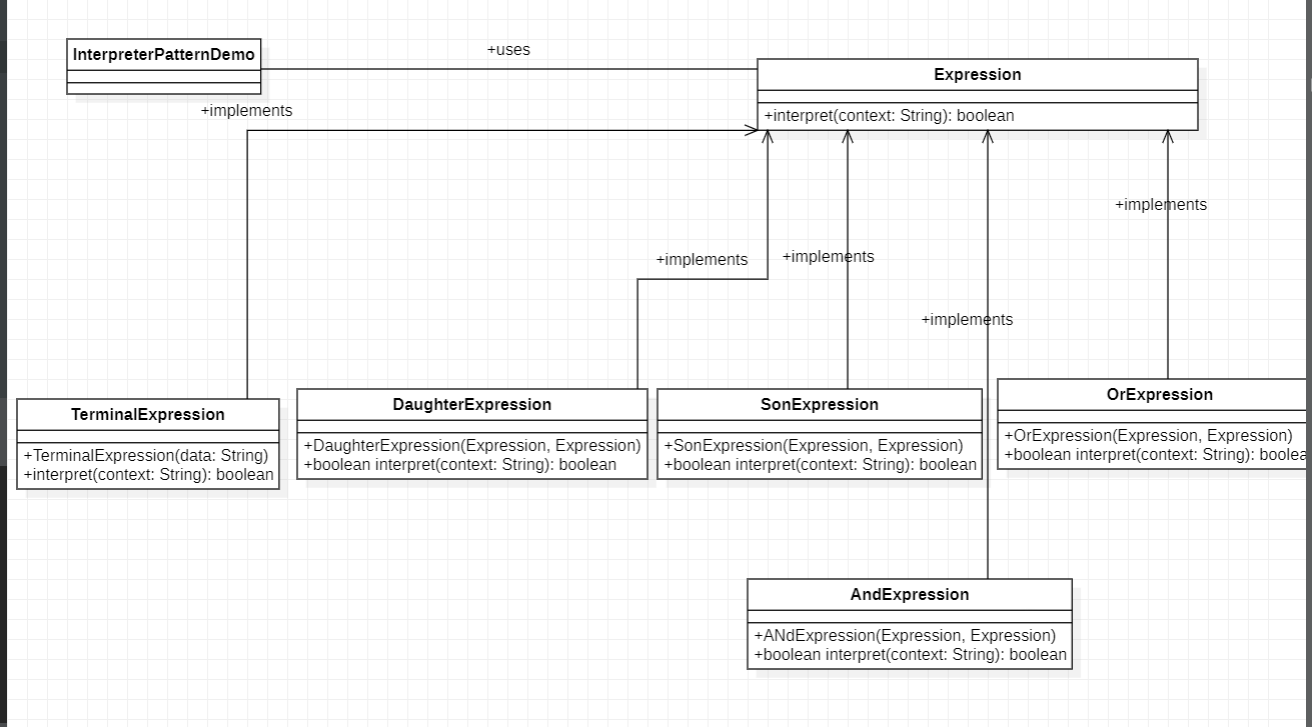 InterpreterPatternDemo
+uses
Expression
+interpret(context: String): boolean
+implements
+implements
+implements
+implements
+implements
TerminalExpression
+TerminalExpression(data: String)
+interpret(context: String): boolean
DaughterExpression
+DaughterExpression(Expression, Expression)
+boolean interpret(context: String): boolean
SonExpression
+SonExpression(Expression, Expression)
+boolean interpret(context: String): boolean
OrExpression
+OrExpression(Expression, Expression)
+boolean interpret(context: String): boolea
AndExpression
+ANdExpression(Expression, Expression)
+boolean interpret(context: String): boolean